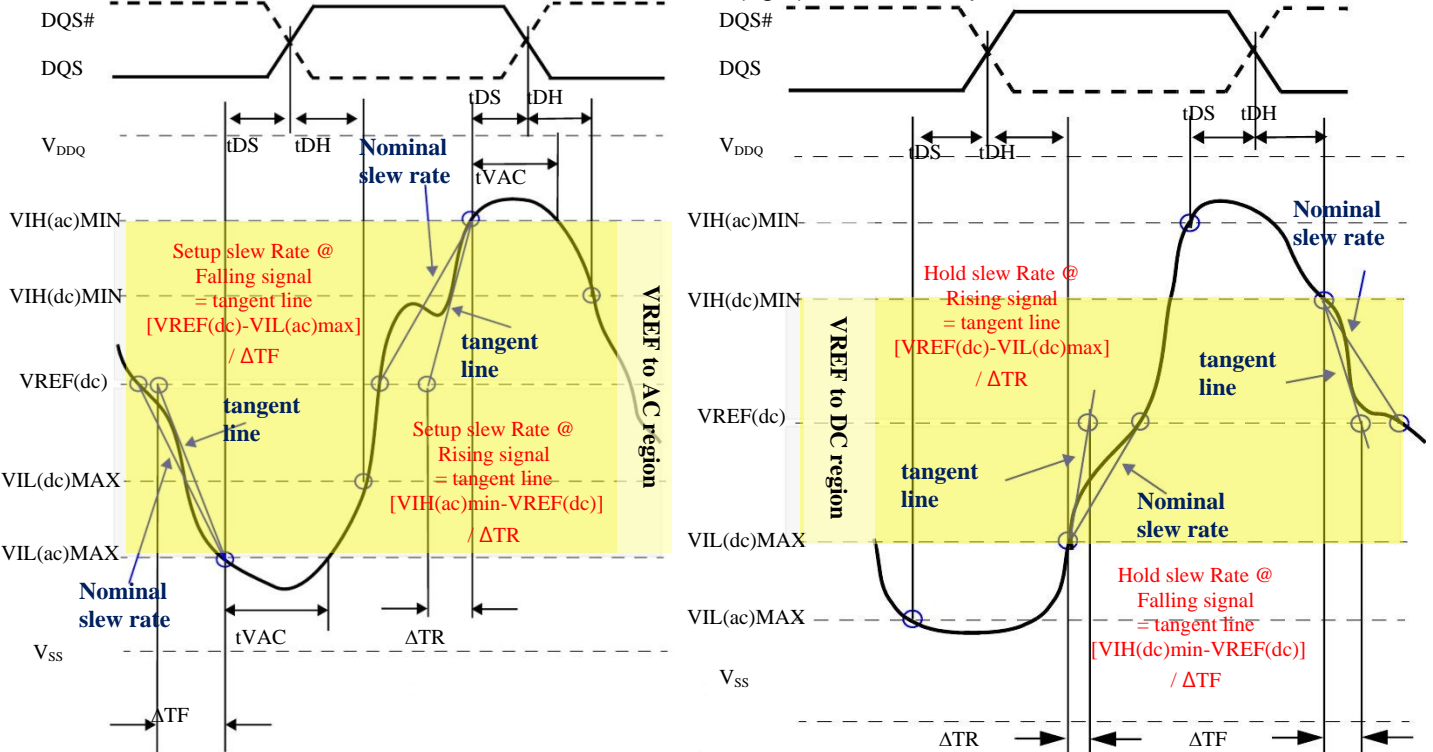 DQS#
DQS
tDS
tDH
tDS
tDH
VDDQ
Nominal
slew rate
tVAC
VIH(ac)MIN
Setup slew Rate @
Falling signal
= tangent line
[VREF(dc)-VIL(ac)max]
/ ΔTF
VIH(dc)MIN
tangent
line
VREF to AC region
VREF(dc)
tangent
line
Setup slew Rate @
Rising signal
= tangent line
[VIH(ac)min-VREF(dc)]
/ ΔTR
VIL(dc)MAX
VIL(ac)MAX
Nominal
slew rate
tVAC
ΔTR
VSS
ΔTF
DQS#
DQS
tDS
tDH
tDS
tDH
VDDQ
VIH(ac)MIN
Nominal
slew rate
Hold slew Rate @
Rising signal
= tangent line
[VREF(dc)-VIL(dc)max]
/ ΔTR
VIH(dc)MIN
VREF to DC region
tangent
line
VREF(dc)
tangent
line
Nominal
slew rate
VIL(dc)MAX
Hold slew Rate @
Falling signal
= tangent line
[VIH(dc)min-VREF(dc)]
/ ΔTF
VIL(ac)MAX
VSS
ΔTR
ΔTF